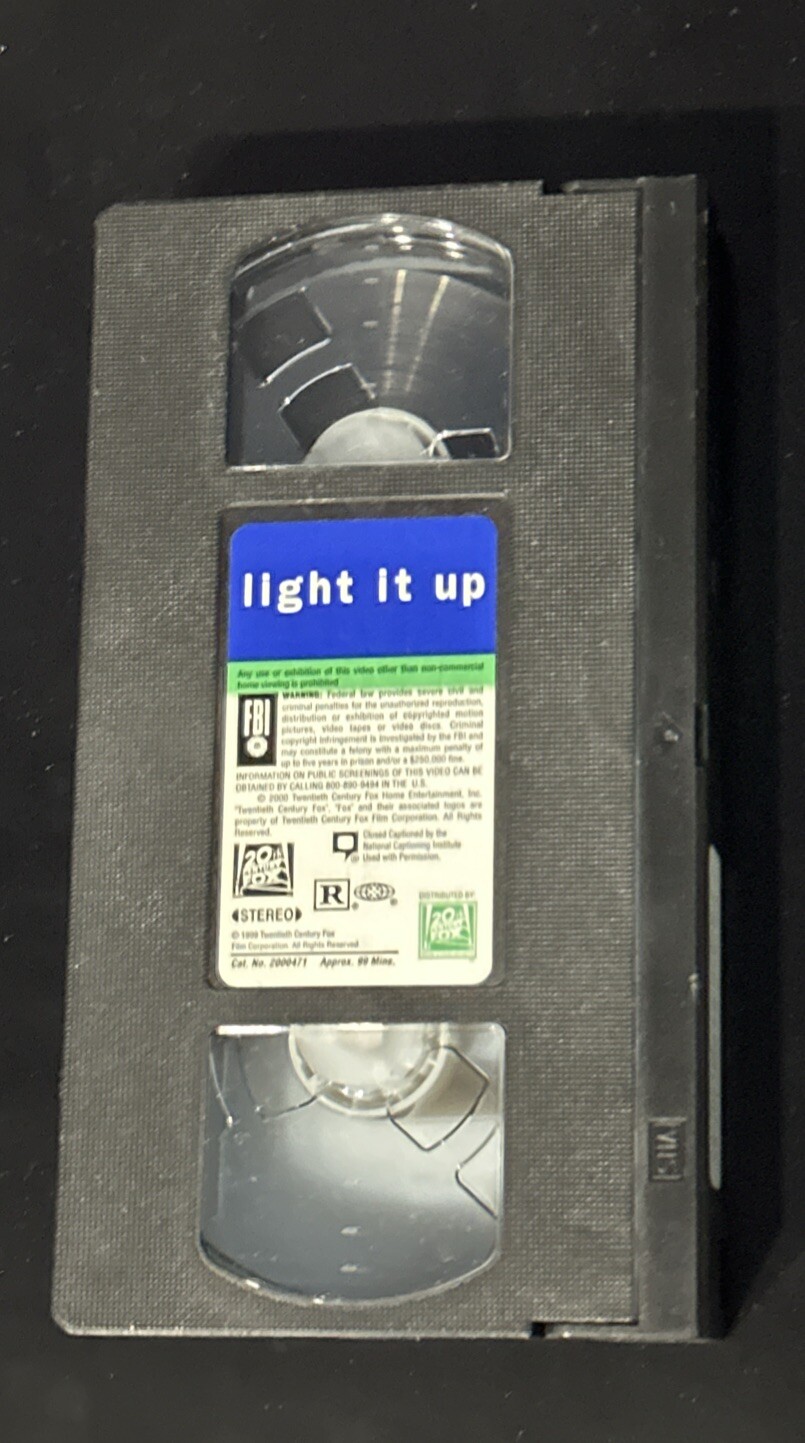 light it up
Any use or exhibition of this video other than non-commercial
home viewing is prohibited
FBI
WARNING: Federal law provides severe civil and
criminal penalties for the unauthorized reproduction,
distribution or exhibition of copyrighted motion
pictures, video tapes or video discs. Criminal
copyright infringement is investigated by the FBI and
may constitute a felony with a maximum penalty of
up to five years in prison and/or a $250,000 fine.
INFORMATION ON PUBLIC SCREENINGS OF THIS VIDEO CAN BE
OBTAINED BY CALLING 800-890-9494 IN THE U.S.
© 2000 Twentieth Century Fox Home Entertainment, Inc.
"Twentieth Century Fox", "Fox" and their associated logos are
property of Twentieth Century Fox Film Corporation. All Rights
Reserved.
Closed Captioned by the
National Captioning Institute
Used with Permission.
20th
CENTURY
FOX
R
STEREO
DISTRIBUTED BY
20th
CENTURY
FOX
© 1999 Twentieth Century Fox
Film Corporation. All Rights Reserved
Cat. No. 2000471 Approx. 99 Mins.
VHS